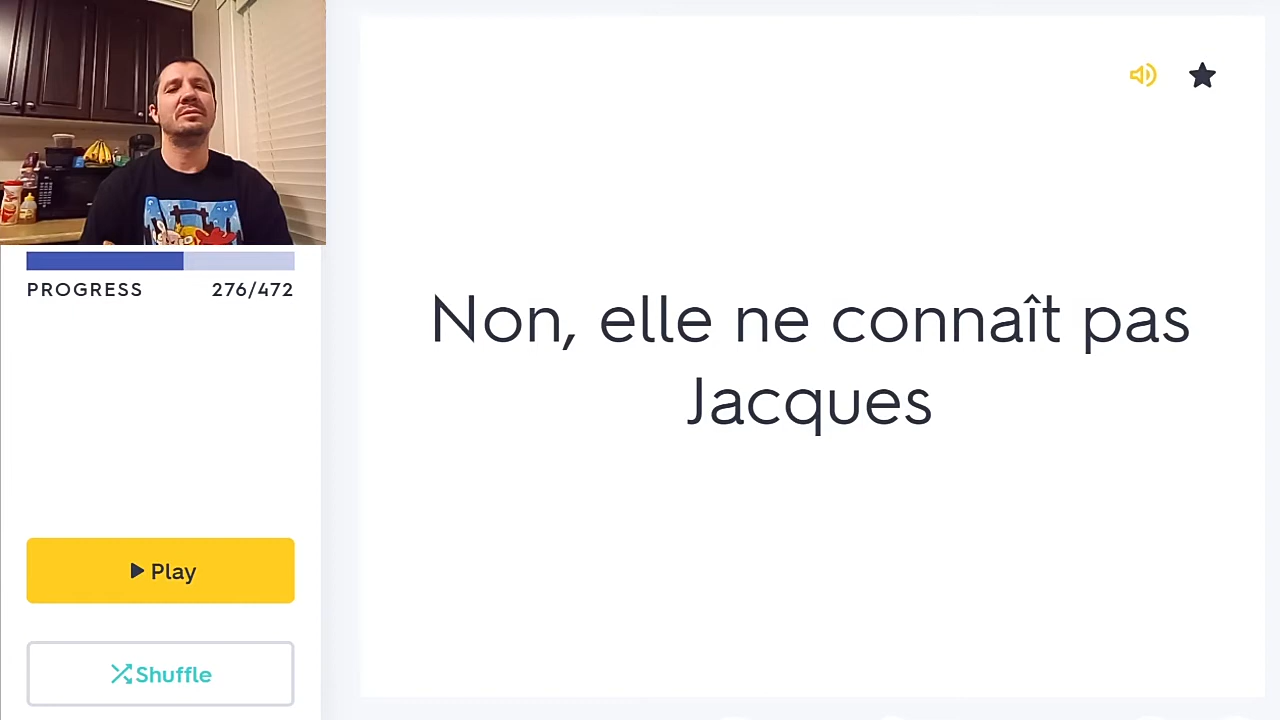 Non, elle ne connaît pas
Jacques
PROGRESS 276/472
Play
Shuffle